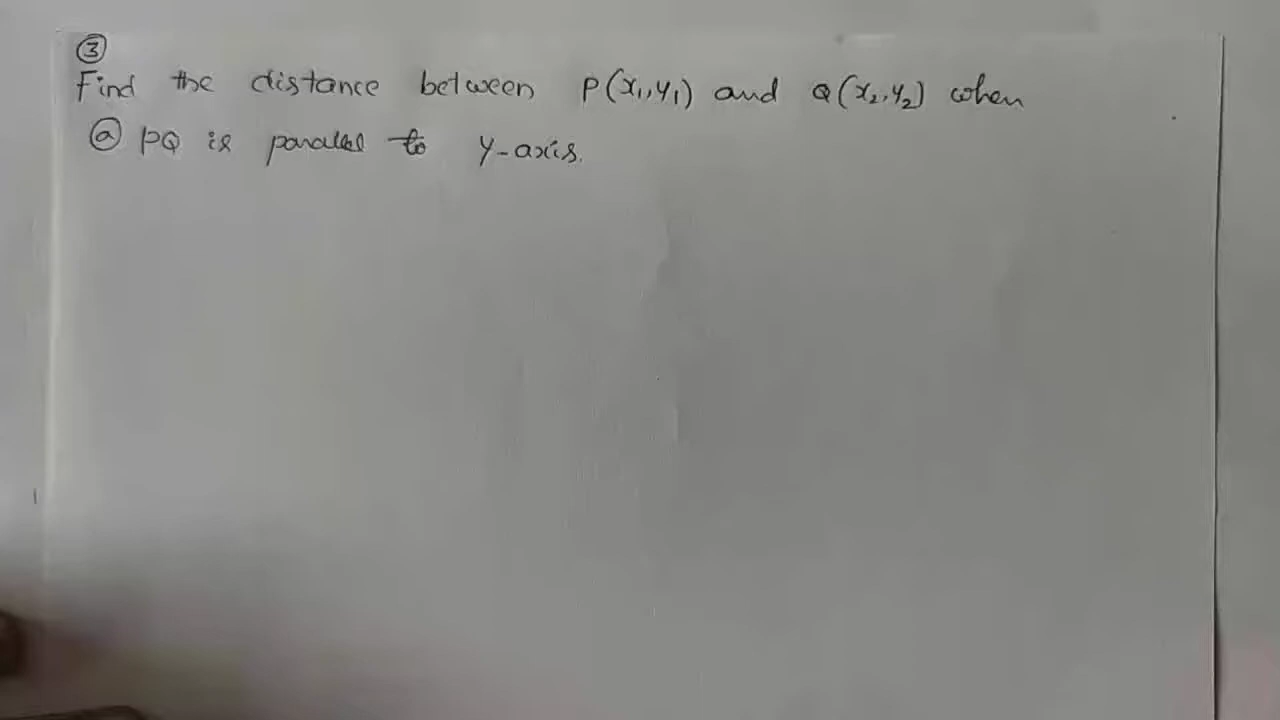 ③
Find the distance between P(x₁,y₁) and Q(x₂,y₂) when
ⓐ PQ is parallel to y-axis.